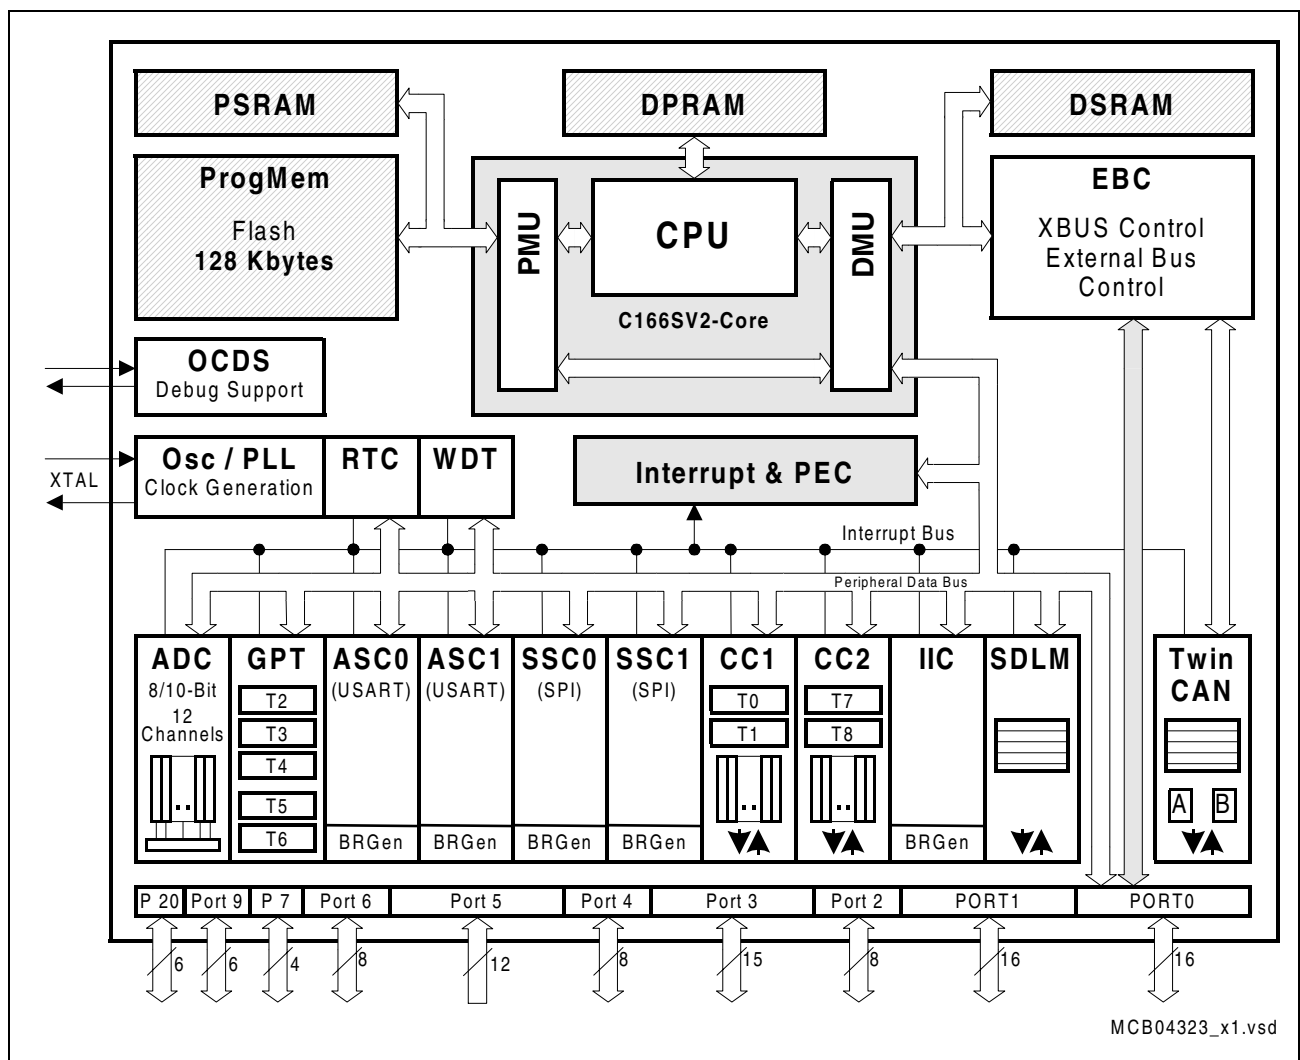 PSRAM
DPRAM
DSRAM
ProgMem
Flash
128 Kbytes
PMU
CPU
DMU
C166SV2-Core
EBC
XBUS Control
External Bus
Control
OCDS
Debug Support
XTAL
Osc / PLL
Clock Generation
RTC
WDT
Interrupt & PEC
Interrupt Bus
Peripheral Data Bus
ADC
8/10-Bit
12
Channels
GPT
T2
T3
T4
T5
T6
ASC0
(USART)
BRGen
ASC1
(USART)
BRGen
SSC0
(SPI)
BRGen
SSC1
(SPI)
BRGen
CC1
T0
T1
CC2
T7
T8
IIC
BRGen
SDLM
Twin
CAN
A
B
P 20
Port 9
P 7
Port 6
Port 5
Port 4
Port 3
Port 2
PORT1
PORT0
6
6
4
8
12
8
15
8
16
16
MCB04323_x1.vsd